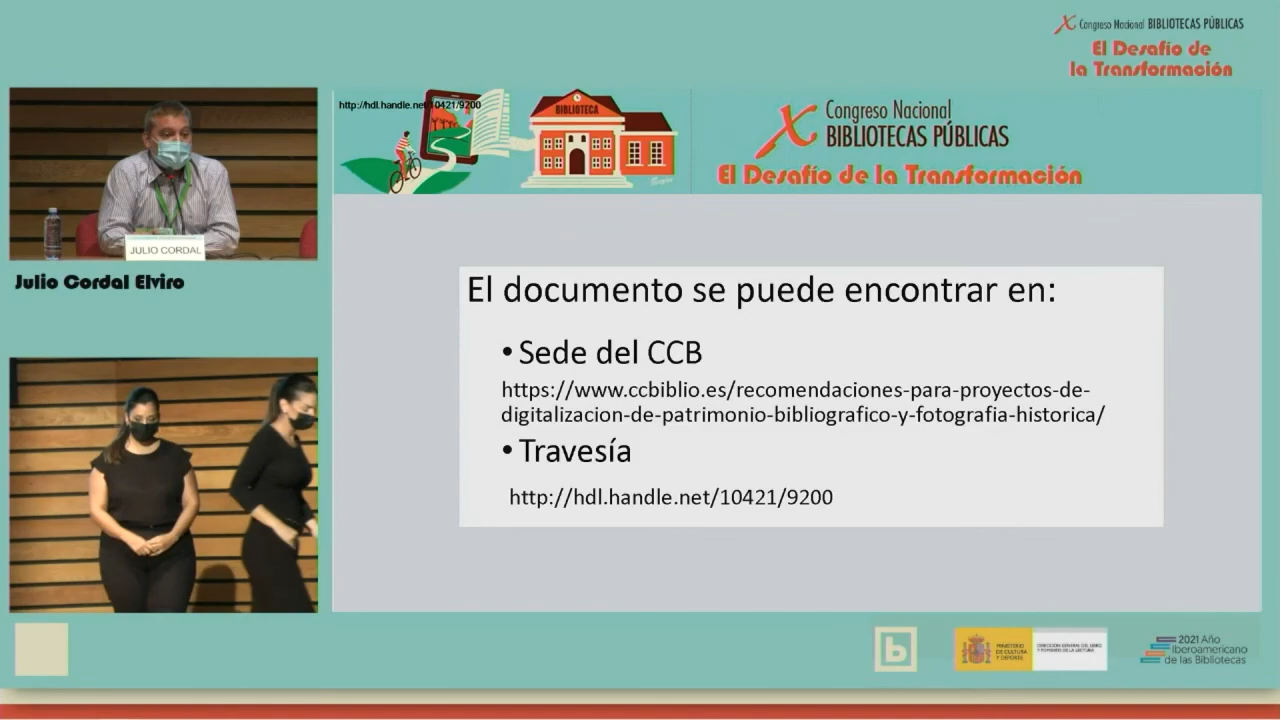 X Congreso Nacional BIBLIOTECAS PÚBLICAS
El Desafío de
la Transformación
http://hdl.handle.net/10421/9200
BIBLIOTECA
X Congreso Nacional
BIBLIOTECAS PÚBLICAS
El Desafío de la Transformación
JULIO CORDAL
Julio Cordal Elviro
El documento se puede encontrar en:
• Sede del CCB
https://www.ccbiblio.es/recomendaciones-para-proyectos-de-
digitalizacion-de-patrimonio-bibliografico-y-fotografia-historica/
• Travesía
http://hdl.handle.net/10421/9200
b
MINISTERIO
DE CULTURA
Y DEPORTE
DIRECCIÓN GENERAL DEL LIBRO
Y FOMENTO DE LA LECTURA
2021 Año
Iberoamericano
de las Bibliotecas